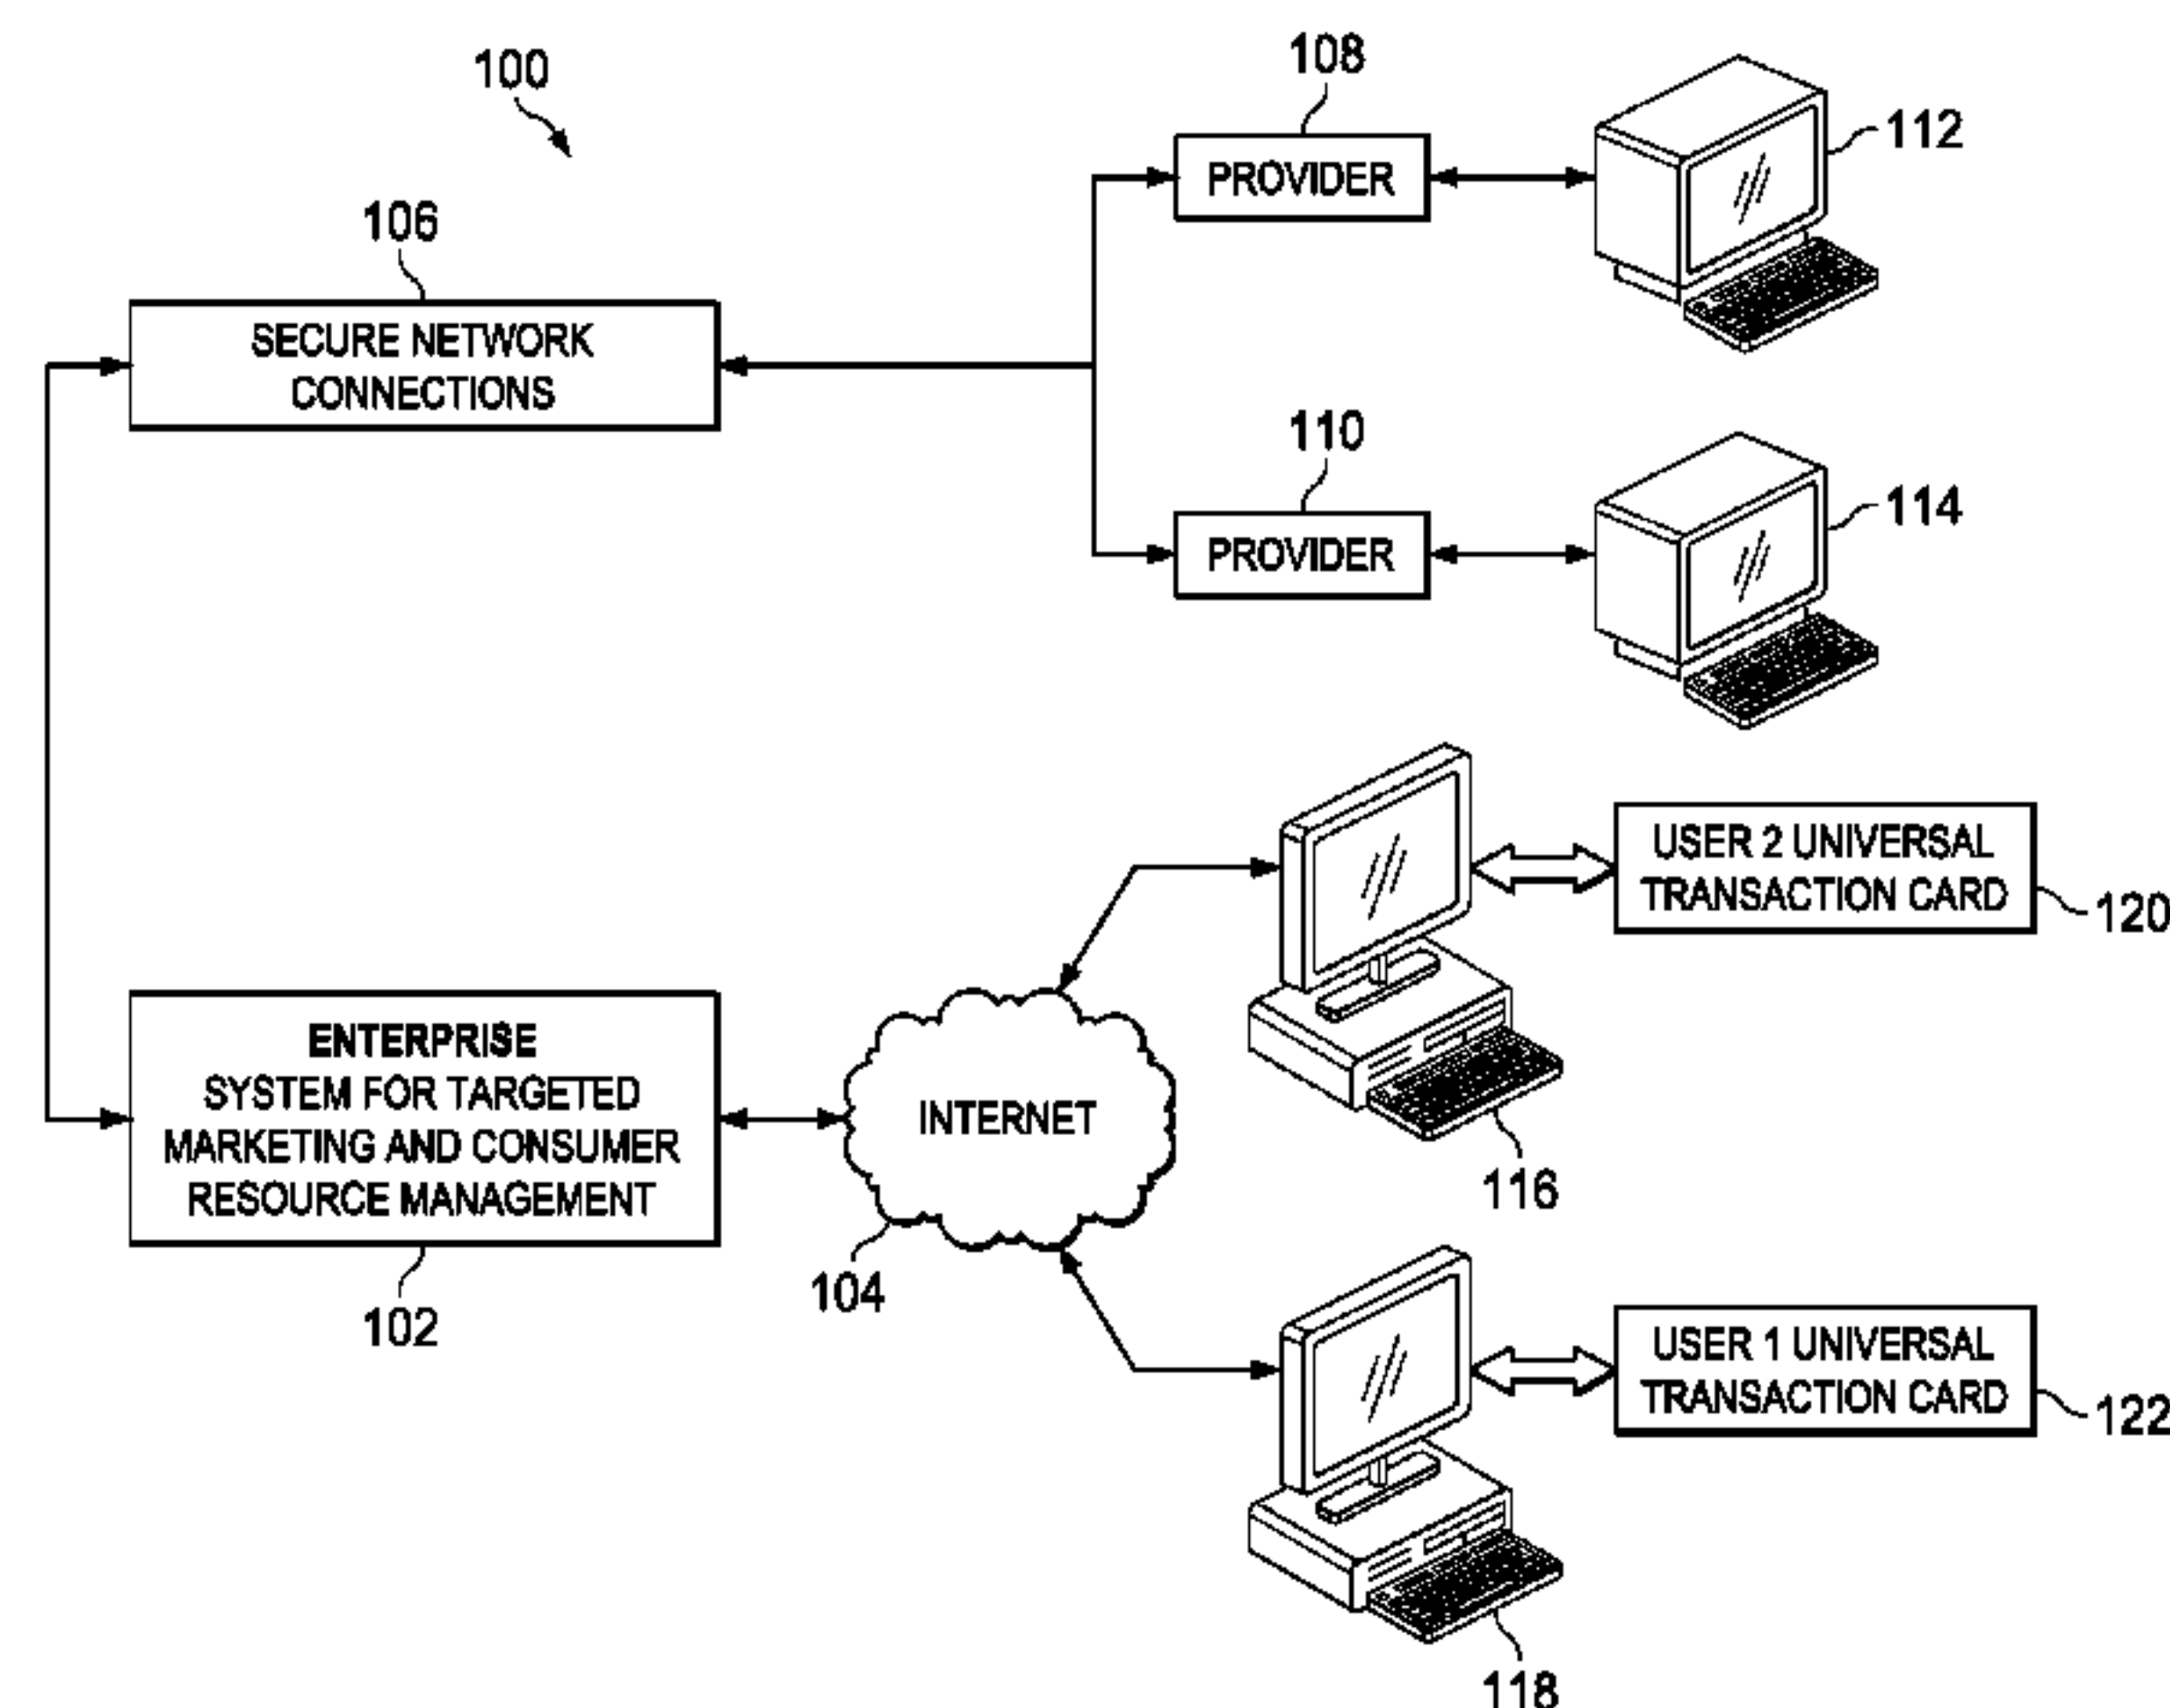 100
108
PROVIDER
112
106
SECURE NETWORK
CONNECTIONS
110
PROVIDER
114
USER 2 UNIVERSAL
TRANSACTION CARD
120
ENTERPRISE
SYSTEM FOR TARGETED
MARKETING AND CONSUMER
RESOURCE MANAGEMENT
102
INTERNET
104
116
USER 1 UNIVERSAL
TRANSACTION CARD
122
118